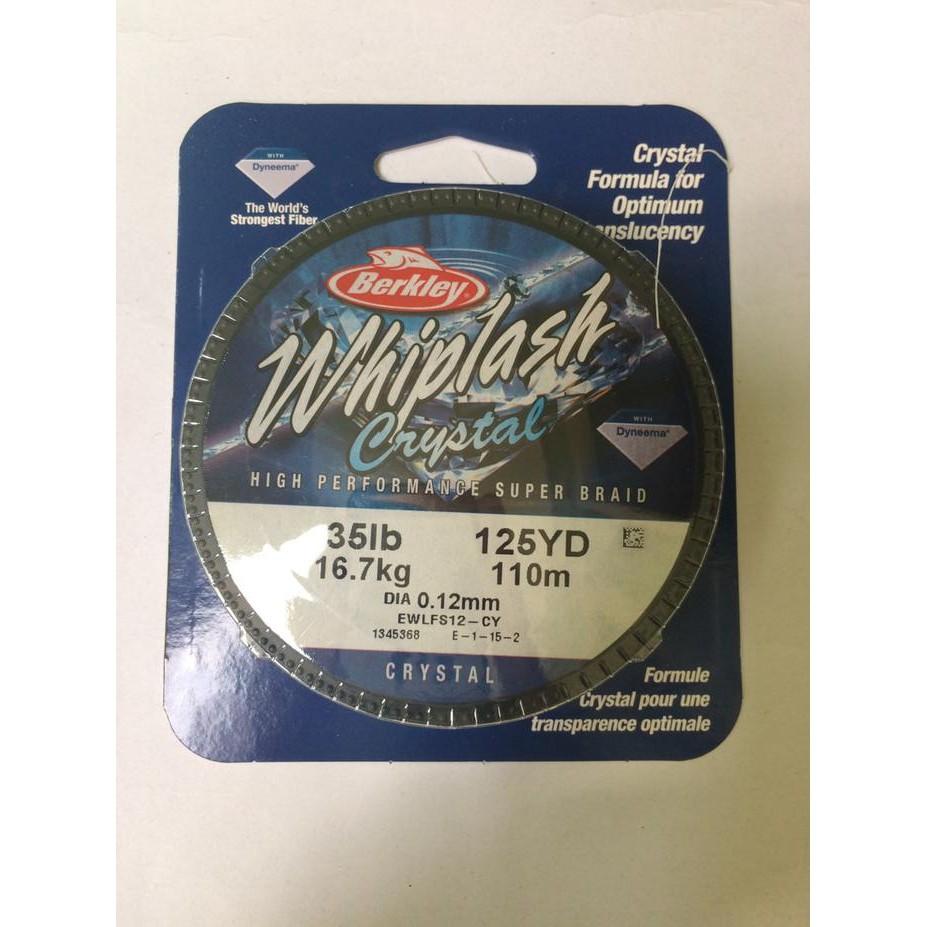 WITH
Dyneema®
The World's
Strongest Fiber
Crystal
Formula for
Optimum
Berkley®
Whiplash
Crystal
WITH
Dyneema®
HIGH PERFORMANCE SUPER BRAID
35lb 125YD
16.7kg 110m
DIA 0.12mm
EWLFS12-CY
1345368 E-1-15-2
CRYSTAL
Formule
Crystal pour une
transparence optimale